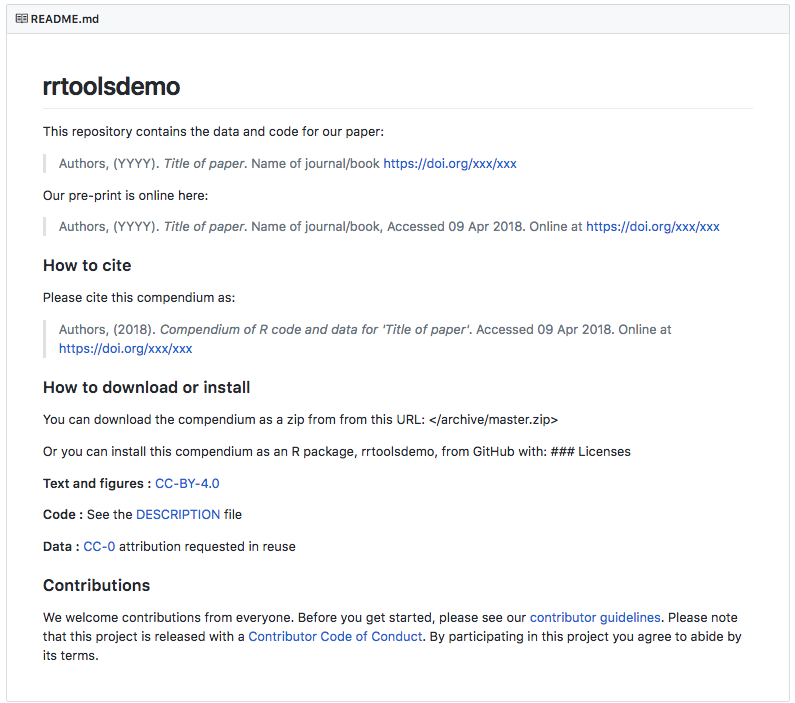 README.md
rrtoolsdemo
This repository contains the data and code for our paper:
Authors, (YYYY). Title of paper. Name of journal/book https://doi.org/xxx/xxx
Our pre-print is online here:
Authors, (YYYY). Title of paper. Name of journal/book, Accessed 09 Apr 2018. Online at https://doi.org/xxx/xxx
How to cite
Please cite this compendium as:
Authors, (2018). Compendium of R code and data for 'Title of paper'. Accessed 09 Apr 2018. Online at
https://doi.org/xxx/xxx
How to download or install
You can download the compendium as a zip from from this URL: </archive/master.zip>
Or you can install this compendium as an R package, rrtoolsdemo, from GitHub with: ### Licenses
Text and figures : CC-BY-4.0
Code : See the DESCRIPTION file
Data : CC-0 attribution requested in reuse
Contributions
We welcome contributions from everyone. Before you get started, please see our contributor guidelines. Please note
that this project is released with a Contributor Code of Conduct. By participating in this project you agree to abide by
its terms.